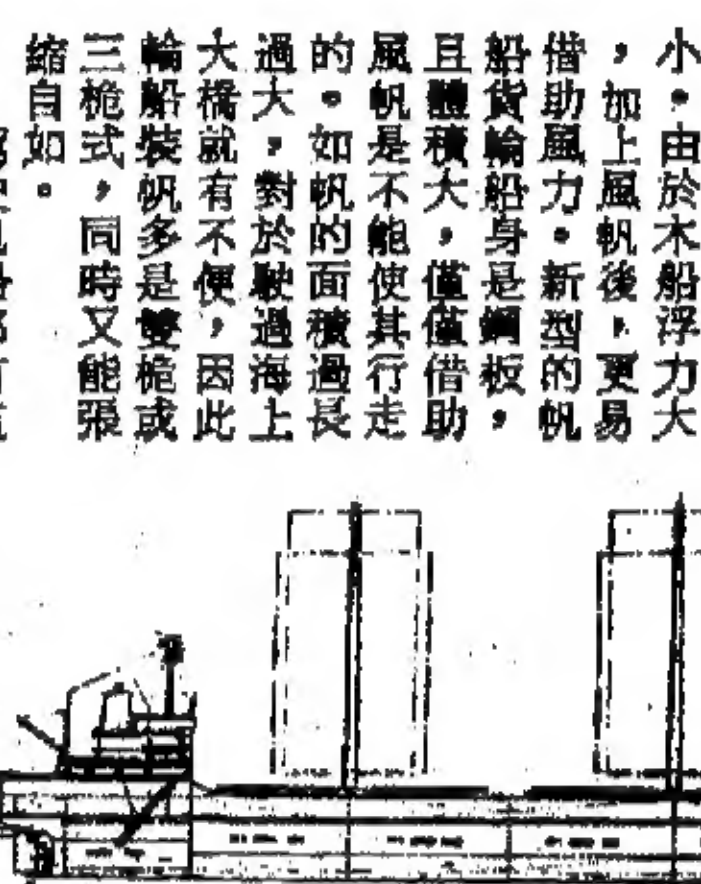 小。由於木船浮力大
，加上風帆後，更易
借助風力。新型的帆
船貨輪船身是鋼板，
且體積大，僅僅借助
風帆是不能使其行走
的。如帆的面積過長
過大，對於駛過海上
大橋就有不便，因此
輪船裝帆多是雙桅或
三桅式，同時又能張
縮自如。